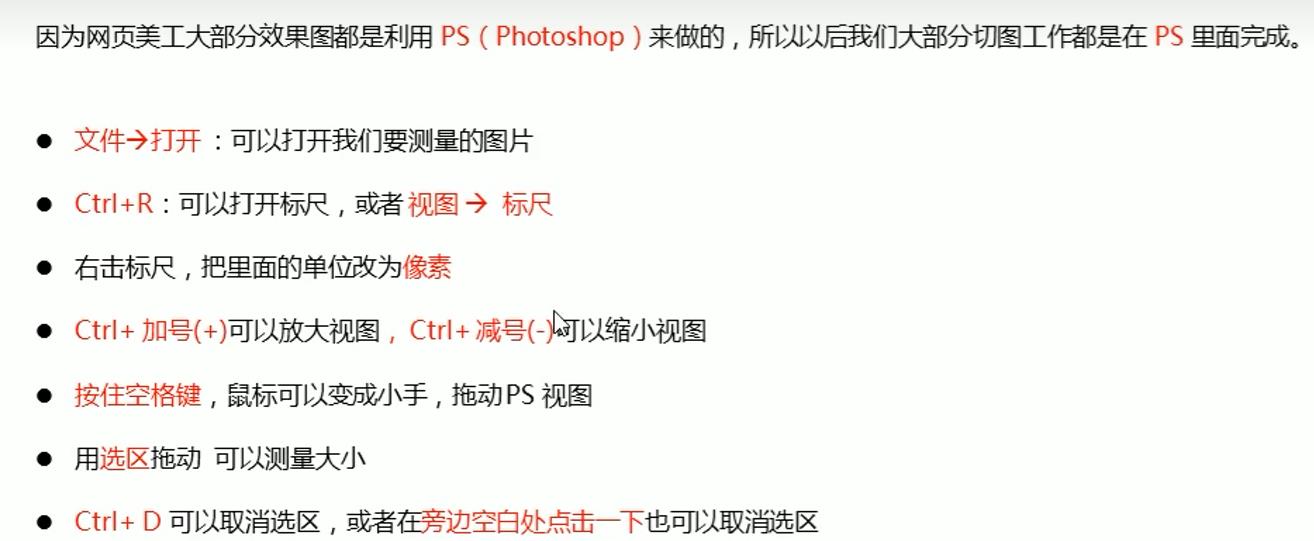 因为网页美工大部分效果图都是利用 PS（Photoshop）来做的，所以以后我们大部分切图工作都是在 PS 里面完成。
● 文件→打开 ：可以打开我们要测量的图片
● Ctrl+R：可以打开标尺，或者 视图 → 标尺
● 右击标尺，把里面的单位改为像素
● Ctrl+ 加号(+)可以放大视图， Ctrl+ 减号(-)可以缩小视图
● 按住空格键，鼠标可以变成小手，拖动 PS 视图
● 用选区拖动 可以测量大小
● Ctrl+ D 可以取消选区，或者在旁边空白处点击一下也可以取消选区